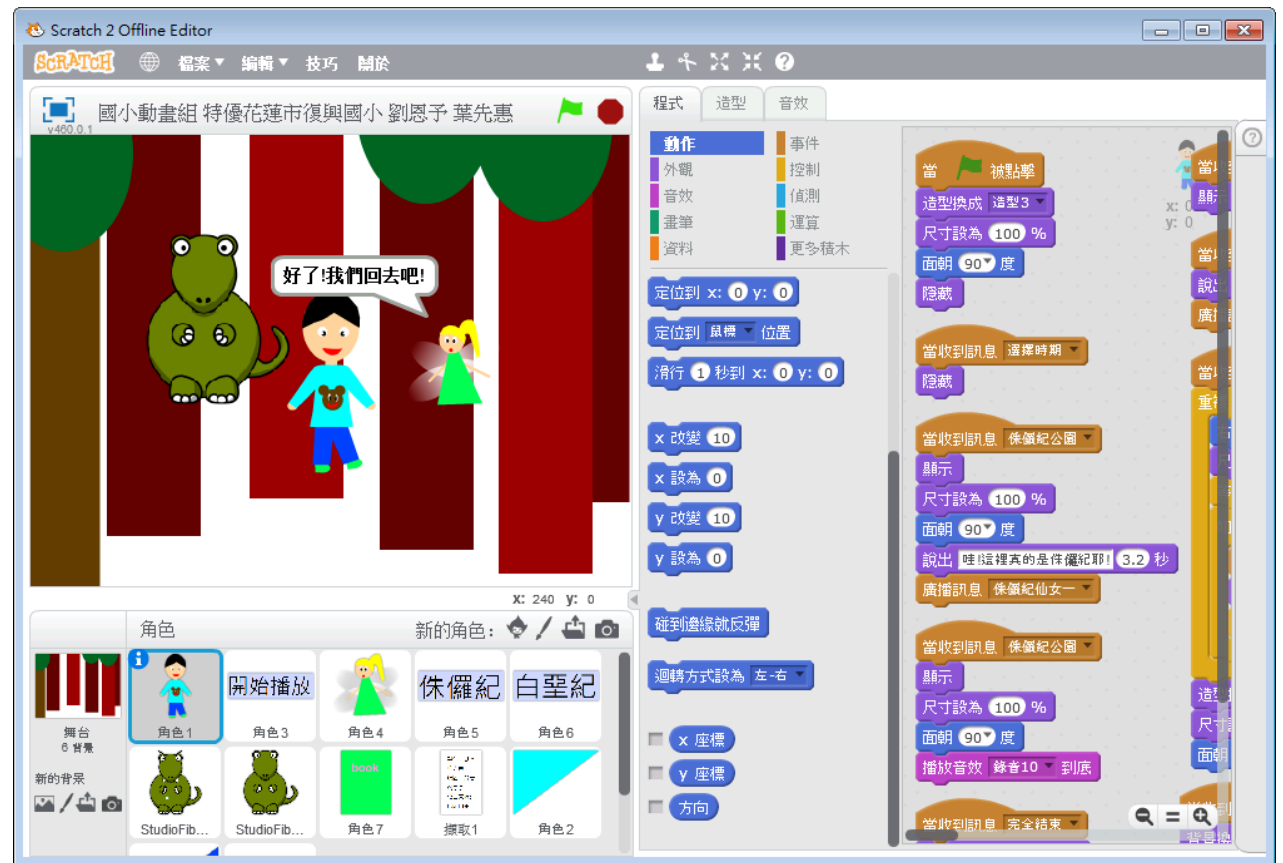 Scratch 2 Offline Editor
SCRATCH 檔案 編輯 技巧 關於
國小動畫組 特優花蓮市復興國小 劉恩予 葉先惠
v460.0.1
好了!我們回去吧!
x: 240 y: 0
角色 新的角色:
舞台
6 背景
新的背景
角色1
開始播放
角色3
角色4
侏儸紀
角色5
白堊紀
角色6
StudioFib...
StudioFib...
book
角色7
擷取1
角色2
程式 造型 音效
動作 事件
外觀 控制
音效 偵測
畫筆 運算
資料 更多積木
定位到 x: 0 y: 0
定位到 鼠標 位置
滑行 1 秒到 x: 0 y: 0
x 改變 10
x 設為 0
y 改變 10
y 設為 0
碰到邊緣就反彈
迴轉方式設為 左-右
x 座標
y 座標
方向
當 被點擊
造型換成 造型3
尺寸設為 100 %
面朝 90 度
隱藏
當收到訊息 選擇時期
隱藏
當收到訊息 侏儸紀公園
顯示
尺寸設為 100 %
面朝 90 度
說出 哇!這裡真的是侏儸紀耶! 3.2 秒
廣播訊息 侏儸紀仙女一
當收到訊息 侏儸紀公園
顯示
尺寸設為 100 %
面朝 90 度
播放音效 錄音10 到底
當收到訊息 完全結束
x: 0
y: 0